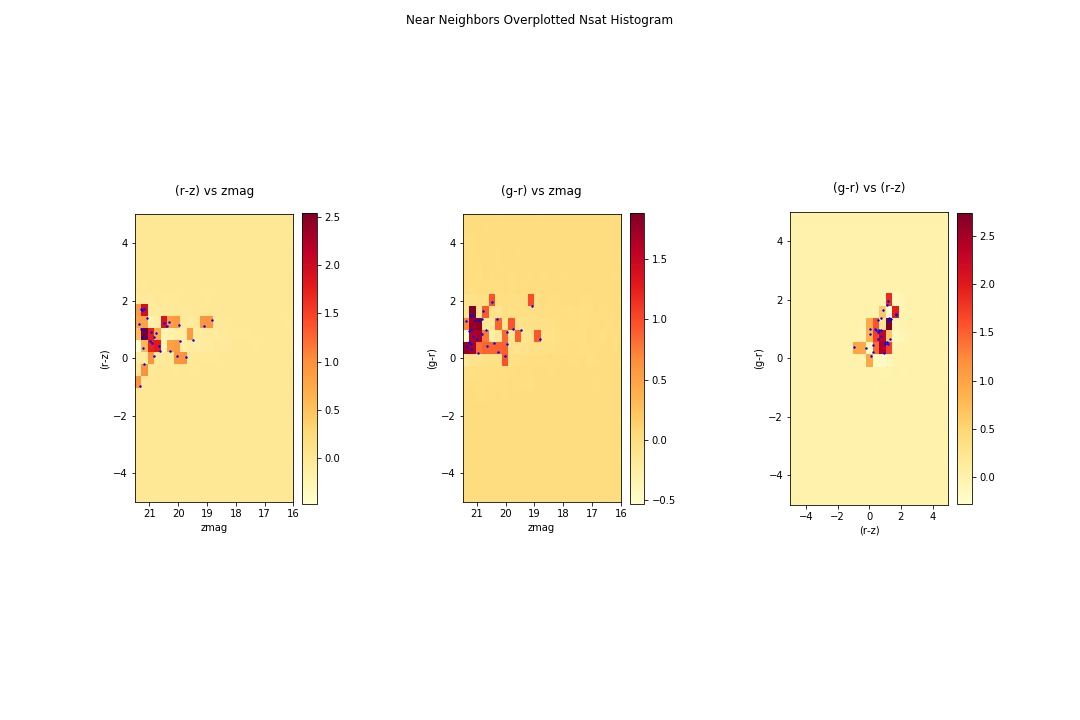 Near Neighbors Overplotted Nsat Histogram
(r-z) vs zmag
(g-r) vs zmag
(g-r) vs (r-z)
4
2
0
−2
−4
(r-z)
21 20 19 18 17 16
zmag
2.5
2.0
1.5
1.0
0.5
0.0
4
2
0
−2
−4
(g-r)
21 20 19 18 17 16
zmag
1.5
1.0
0.5
0.0
−0.5
4
2
0
−2
−4
(g-r)
−4 −2 0 2 4
(r-z)
2.5
2.0
1.5
1.0
0.5
0.0